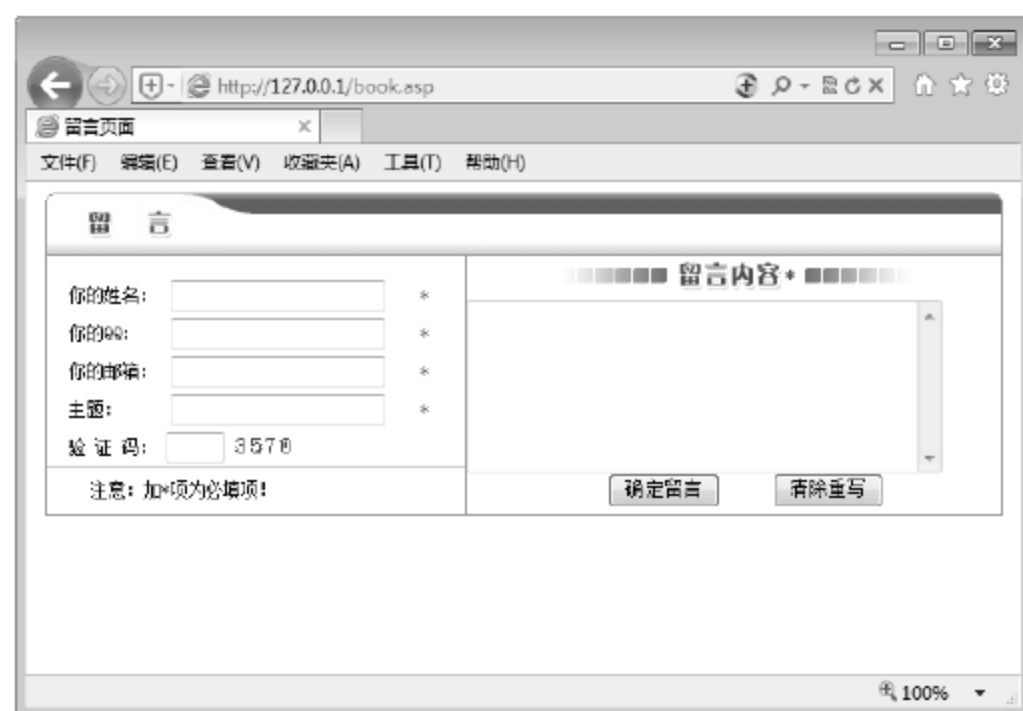 http://127.0.0.1/book.asp
留言页面
文件(F) 编辑(E) 查看(V) 收藏夹(A) 工具(T) 帮助(H)
留 言
留言内容*
你的姓名: *
你的QQ: *
你的邮箱: *
主题: *
验 证 码: 3578
注意: 加*项为必填项!
确定留言 清除重写
100%